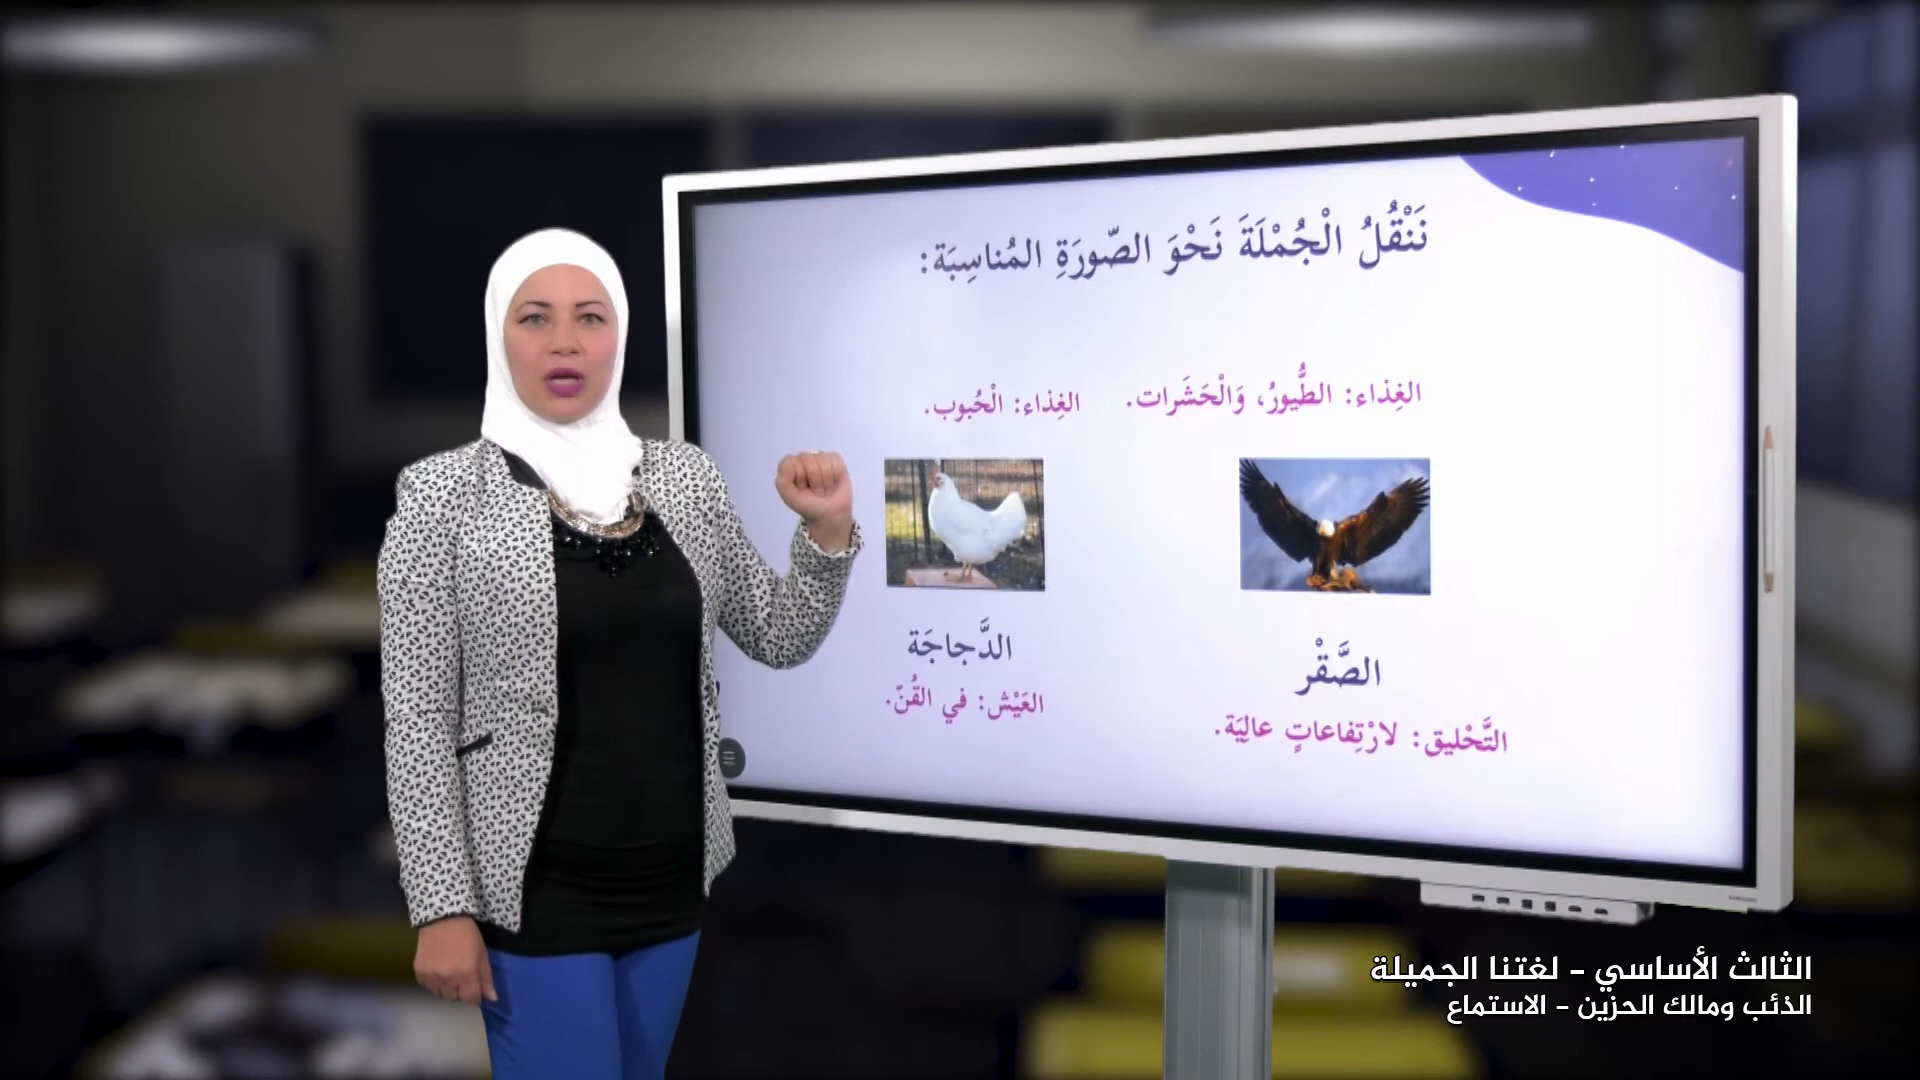 نَنْقُلُ الْجُمْلَةَ نَحْوَ الصّورَةِ المُناسِبَة:
الغِذاء: الطُّيورُ، وَالْحَشَرات.
الغِذاء: الْحُبوب.
الصَّقْر
التَّحْليق: لارْتِفاعاتٍ عالِيَة.
الدَّجاجَة
العَيْش: في القُنّ.
الثالث الأساسي - لغتنا الجميلة
الذئب ومالك الحزين - الاستماع